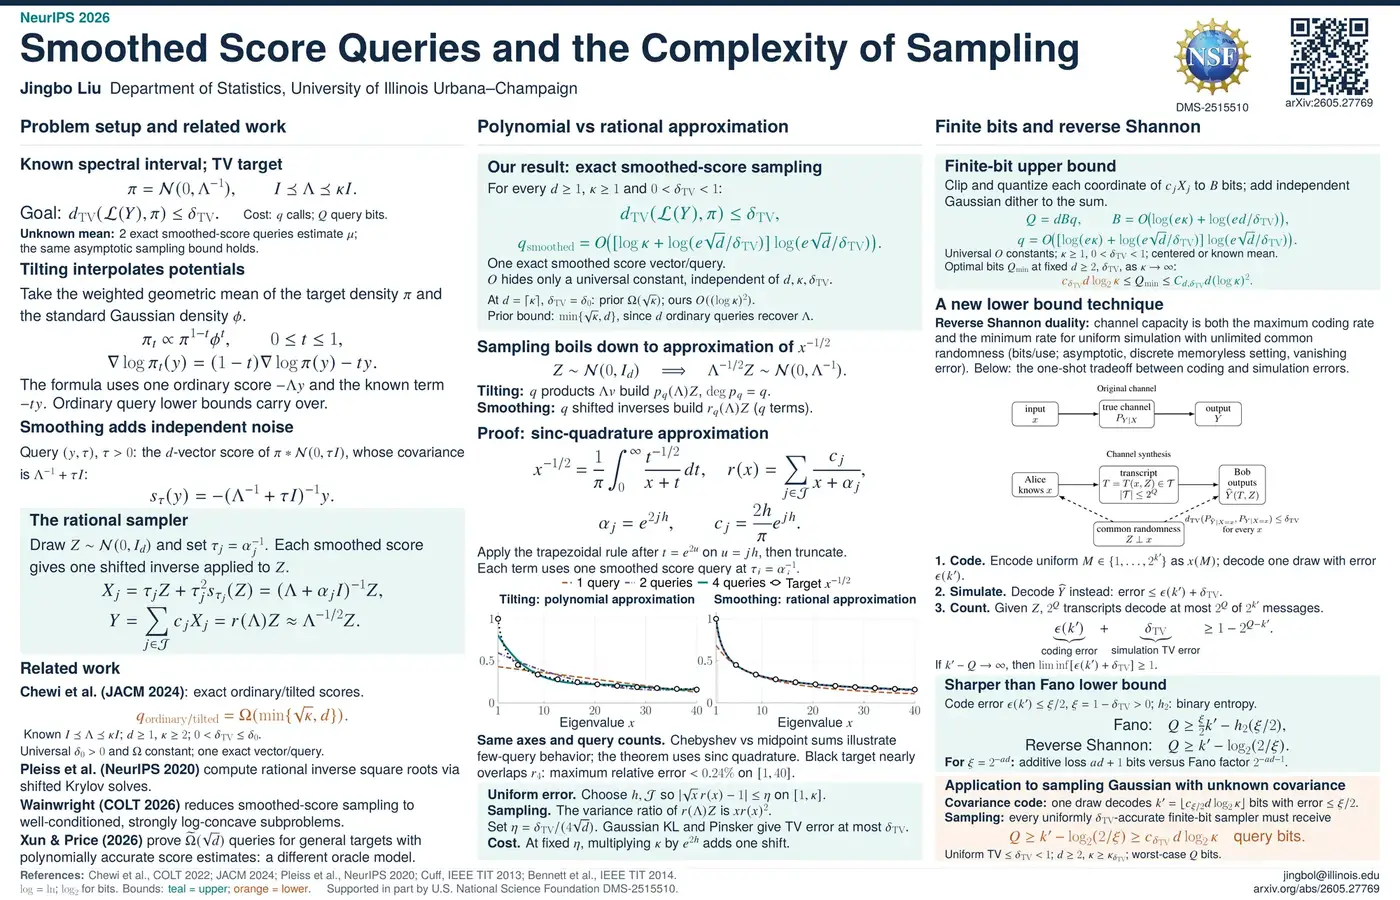 NeurIPS 2026
Smoothed Score Queries and the Complexity of Sampling
Jingbo Liu Department of Statistics, University of Illinois Urbana–Champaign
NSF
DMS-2515510
arXiv:2605.27769
Problem setup and related work
Known spectral interval; TV target
π = N(0, Λ⁻¹), I ⪯ Λ ⪯ κI.
Goal: d_TV(L(Y), π) ≤ δ_TV. Cost: q calls; Q query bits.
Unknown mean: 2 exact smoothed-score queries estimate μ;
the same asymptotic sampling bound holds.
Tilting interpolates potentials
Take the weighted geometric mean of the target density π and
the standard Gaussian density ϕ.
π_t ∝ π^{1−t}ϕ^t, 0 ≤ t ≤ 1,
∇ log π_t(y) = (1 − t)∇ log π(y) − ty.
The formula uses one ordinary score −Λy and the known term
−ty. Ordinary query lower bounds carry over.
Smoothing adds independent noise
Query (y, τ), τ > 0: the d-vector score of π ∗ N(0, τI), whose covariance
is Λ⁻¹ + τI:
s_τ(y) = −(Λ⁻¹ + τI)⁻¹y.
The rational sampler
Draw Z ∼ N(0, I_d) and set τ_j = α_j⁻¹. Each smoothed score
gives one shifted inverse applied to Z.
X_j = τ_jZ + τ_j²s_{τ_j}(Z) = (Λ + α_jI)⁻¹Z,
Y = ∑_{j∈J} c_jX_j = r(Λ)Z ≈ Λ^{−1/2}Z.
Related work
Chewi et al. (JACM 2024): exact ordinary/tilted scores.
q_ordinary/tilted = Ω(min{√κ, d}).
Known I ⪯ Λ ⪯ κI; d ≥ 1, κ ≥ 2; 0 < δ_TV ≤ δ₀.
Universal δ₀ > 0 and Ω constant; one exact vector/query.
Pleiss et al. (NeurIPS 2020) compute rational inverse square roots via
shifted Krylov solves.
Wainwright (COLT 2026) reduces smoothed-score sampling to
well-conditioned, strongly log-concave subproblems.
Xun & Price (2026) prove Ω̃(√d) queries for general targets with
polynomially accurate score estimates: a different oracle model.
Polynomial vs rational approximation
Our result: exact smoothed-score sampling
For every d ≥ 1, κ ≥ 1 and 0 < δ_TV < 1:
d_TV(L(Y), π) ≤ δ_TV,
q_smoothed = O([log κ + log(e√d/δ_TV)] log(e√d/δ_TV)).
One exact smoothed score vector/query.
O hides only a universal constant, independent of d, κ, δ_TV.
At d = ⌈κ⌉, δ_TV = δ₀: prior Ω(√κ); ours O((log κ)²).
Prior bound: min{√κ, d}, since d ordinary queries recover Λ.
Sampling boils down to approximation of x^{−1/2}
Z ∼ N(0, I_d) ⟹ Λ^{−1/2}Z ∼ N(0, Λ⁻¹).
Tilting: q products Λv build p_q(Λ)Z, deg p_q = q.
Smoothing: q shifted inverses build r_q(Λ)Z (q terms).
Proof: sinc-quadrature approximation
x^{−1/2} = 1/π ∫₀^∞ t^{−1/2}/(x + t) dt, r(x) = ∑_{j∈J} c_j/(x + α_j),
α_j = e^{2jh}, c_j = (2h/π)e^{jh}.
Apply the trapezoidal rule after t = e^{2u} on u = jh, then truncate.
Each term uses one smoothed score query at τ_j = α_j⁻¹.
1 query 2 queries 4 queries Target x^{−1/2}
Tilting: polynomial approximation Smoothing: rational approximation
1 0.5 0 1 10 20 30 40
Eigenvalue x
1 0.5 0 1 10 20 30 40
Eigenvalue x
Same axes and query counts. Chebyshev vs midpoint sums illustrate
few-query behavior; the theorem uses sinc quadrature. Black target nearly
overlaps r₄: maximum relative error < 0.24% on [1, 40].
Uniform error. Choose h, J so |√x r(x) − 1| ≤ η on [1, κ].
Sampling. The variance ratio of r(Λ)Z is xr(x)².
Set η = δ_TV/(4√d). Gaussian KL and Pinsker give TV error at most δ_TV.
Cost. At fixed η, multiplying κ by e^{2h} adds one shift.
Finite bits and reverse Shannon
Finite-bit upper bound
Clip and quantize each coordinate of c_jX_j to B bits; add independent
Gaussian dither to the sum.
Q = dBq, B = O(log(eκ) + log(ed/δ_TV)),
q = O([log(eκ) + log(e√d/δ_TV)] log(e√d/δ_TV)).
Universal O constants; κ ≥ 1, 0 < δ_TV < 1; centered or known mean.
Optimal bits Q_min at fixed d ≥ 2, δ_TV, as κ → ∞:
c_{δ_TV}d log₂ κ ≤ Q_min ≤ C_{d,δ_TV}d(log κ)².
A new lower bound technique
Reverse Shannon duality: channel capacity is both the maximum coding rate
and the minimum rate for uniform simulation with unlimited common
randomness (bits/use; asymptotic, discrete memoryless setting, vanishing
error). Below: the one-shot tradeoff between coding and simulation errors.
Original channel
input x
true channel P_{Y|X}
output Y
Channel synthesis
Alice knows x
transcript T = T(x, Z) ∈ T |T| ≤ 2^Q
Bob outputs Ŷ(T, Z)
common randomness Z ⊥ x
d_TV(P_{Ŷ|X=x}, P_{Y|X=x}) ≤ δ_TV for every x
1. Code. Encode uniform M ∈ {1, . . . , 2^{k′}} as x(M); decode one draw with error
ϵ(k′).
2. Simulate. Decode Ŷ instead: error ≤ ϵ(k′) + δ_TV.
3. Count. Given Z, 2^Q transcripts decode at most 2^Q of 2^{k′} messages.
ϵ(k′) + δ_TV ≥ 1 − 2^{Q−k′}.
coding error simulation TV error
If k′ − Q → ∞, then lim inf[ϵ(k′) + δ_TV] ≥ 1.
Sharper than Fano lower bound
Code error ϵ(k′) ≤ ξ/2, ξ = 1 − δ_TV > 0; h₂: binary entropy.
Fano: Q ≥ ξ/2 k′ − h₂(ξ/2),
Reverse Shannon: Q ≥ k′ − log₂(2/ξ).
For ξ = 2^{−ad}: additive loss ad + 1 bits versus Fano factor 2^{−ad−1}.
Application to sampling Gaussian with unknown covariance
Covariance code: one draw decodes k′ = ⌊c_{ξ/2}d log₂ κ⌋ bits with error ≤ ξ/2.
Sampling: every uniformly δ_TV-accurate finite-bit sampler must receive
Q ≥ k′ − log₂(2/ξ) ≥ c_{δ_TV} d log₂ κ query bits.
Uniform TV ≤ δ_TV < 1; d ≥ 2, κ ≥ κ_{δ_TV}; worst-case Q bits.
References: Chewi et al., COLT 2022; JACM 2024; Pleiss et al., NeurIPS 2020; Cuff, IEEE TIT 2013; Bennett et al., IEEE TIT 2014.
log = ln; log₂ for bits. Bounds: teal = upper; orange = lower. Supported in part by U.S. National Science Foundation DMS-2515510.
jingbol@illinois.edu
arxiv.org/abs/2605.27769